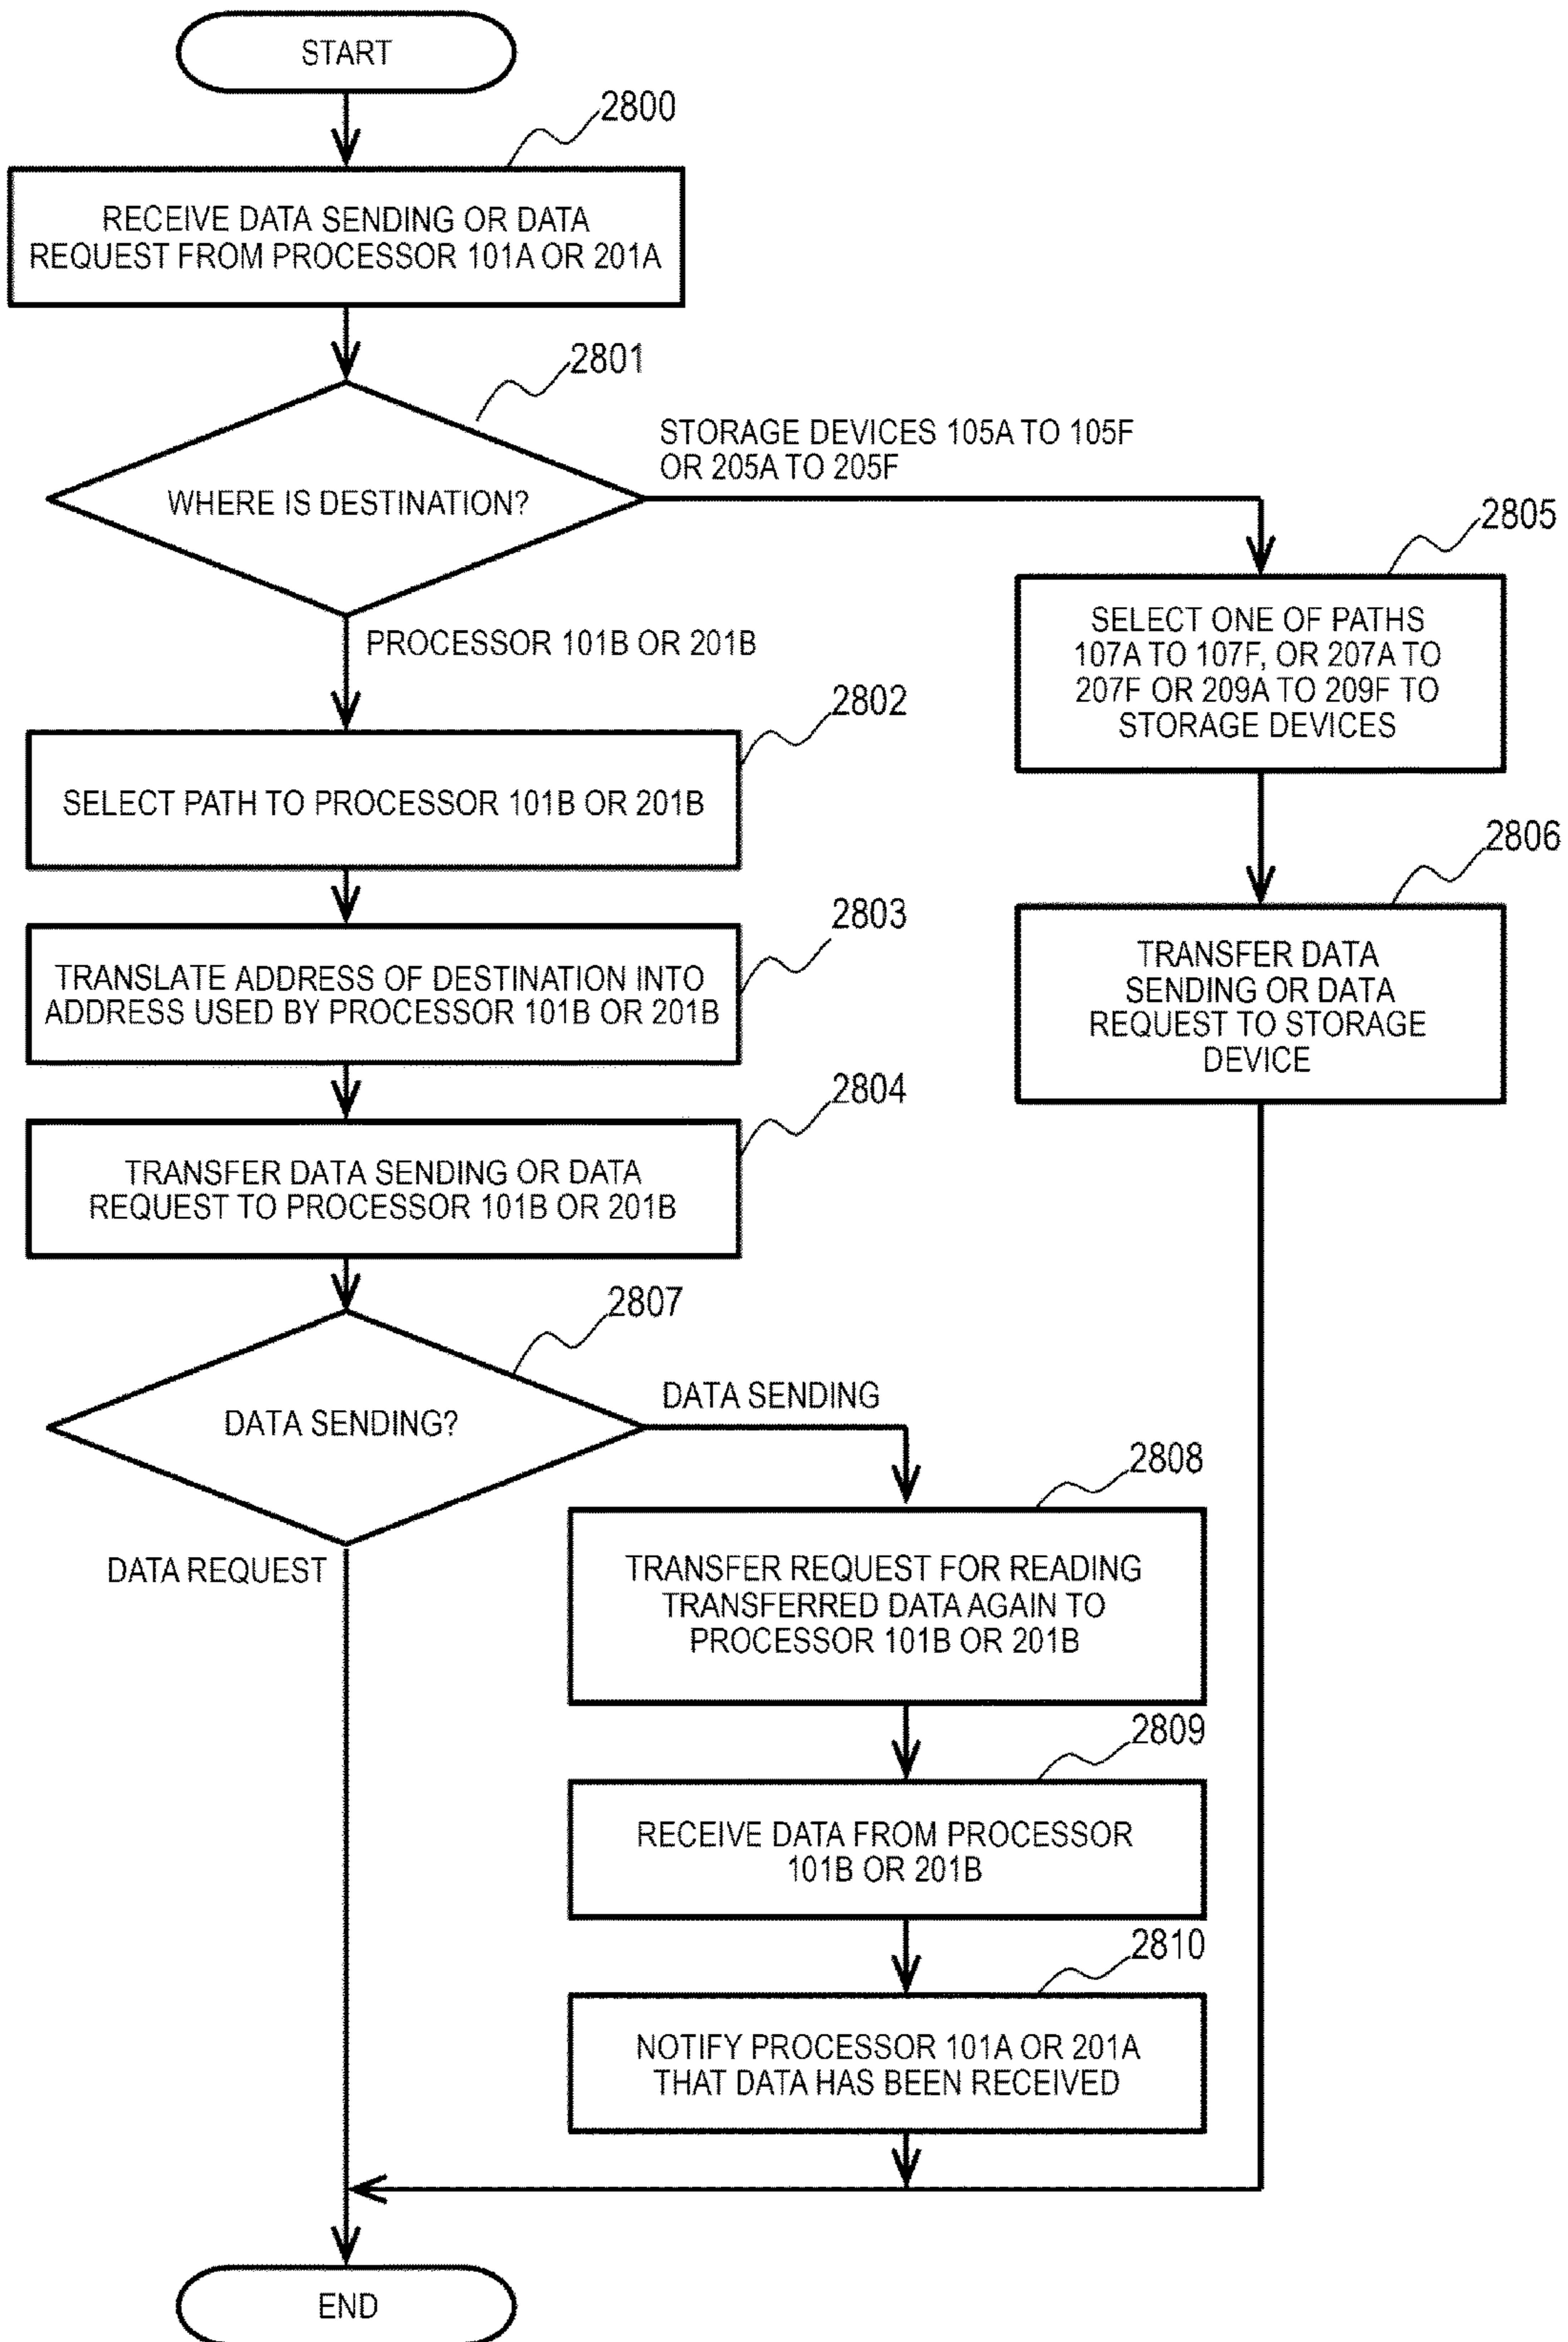 START
2800
RECEIVE DATA SENDING OR DATA
REQUEST FROM PROCESSOR 101A OR 201A
2801
WHERE IS DESTINATION?
STORAGE DEVICES 105A TO 105F
OR 205A TO 205F
PROCESSOR 101B OR 201B
2805
SELECT ONE OF PATHS
107A TO 107F, OR 207A TO
207F OR 209A TO 209F TO
STORAGE DEVICES
2802
SELECT PATH TO PROCESSOR 101B OR 201B
2806
TRANSFER DATA
SENDING OR DATA
REQUEST TO STORAGE
DEVICE
2803
TRANSLATE ADDRESS OF DESTINATION INTO
ADDRESS USED BY PROCESSOR 101B OR 201B
2804
TRANSFER DATA SENDING OR DATA
REQUEST TO PROCESSOR 101B OR 201B
2807
DATA SENDING?
DATA SENDING
DATA REQUEST
2808
TRANSFER REQUEST FOR READING
TRANSFERRED DATA AGAIN TO
PROCESSOR 101B OR 201B
2809
RECEIVE DATA FROM PROCESSOR
101B OR 201B
2810
NOTIFY PROCESSOR 101A OR 201A
THAT DATA HAS BEEN RECEIVED
END